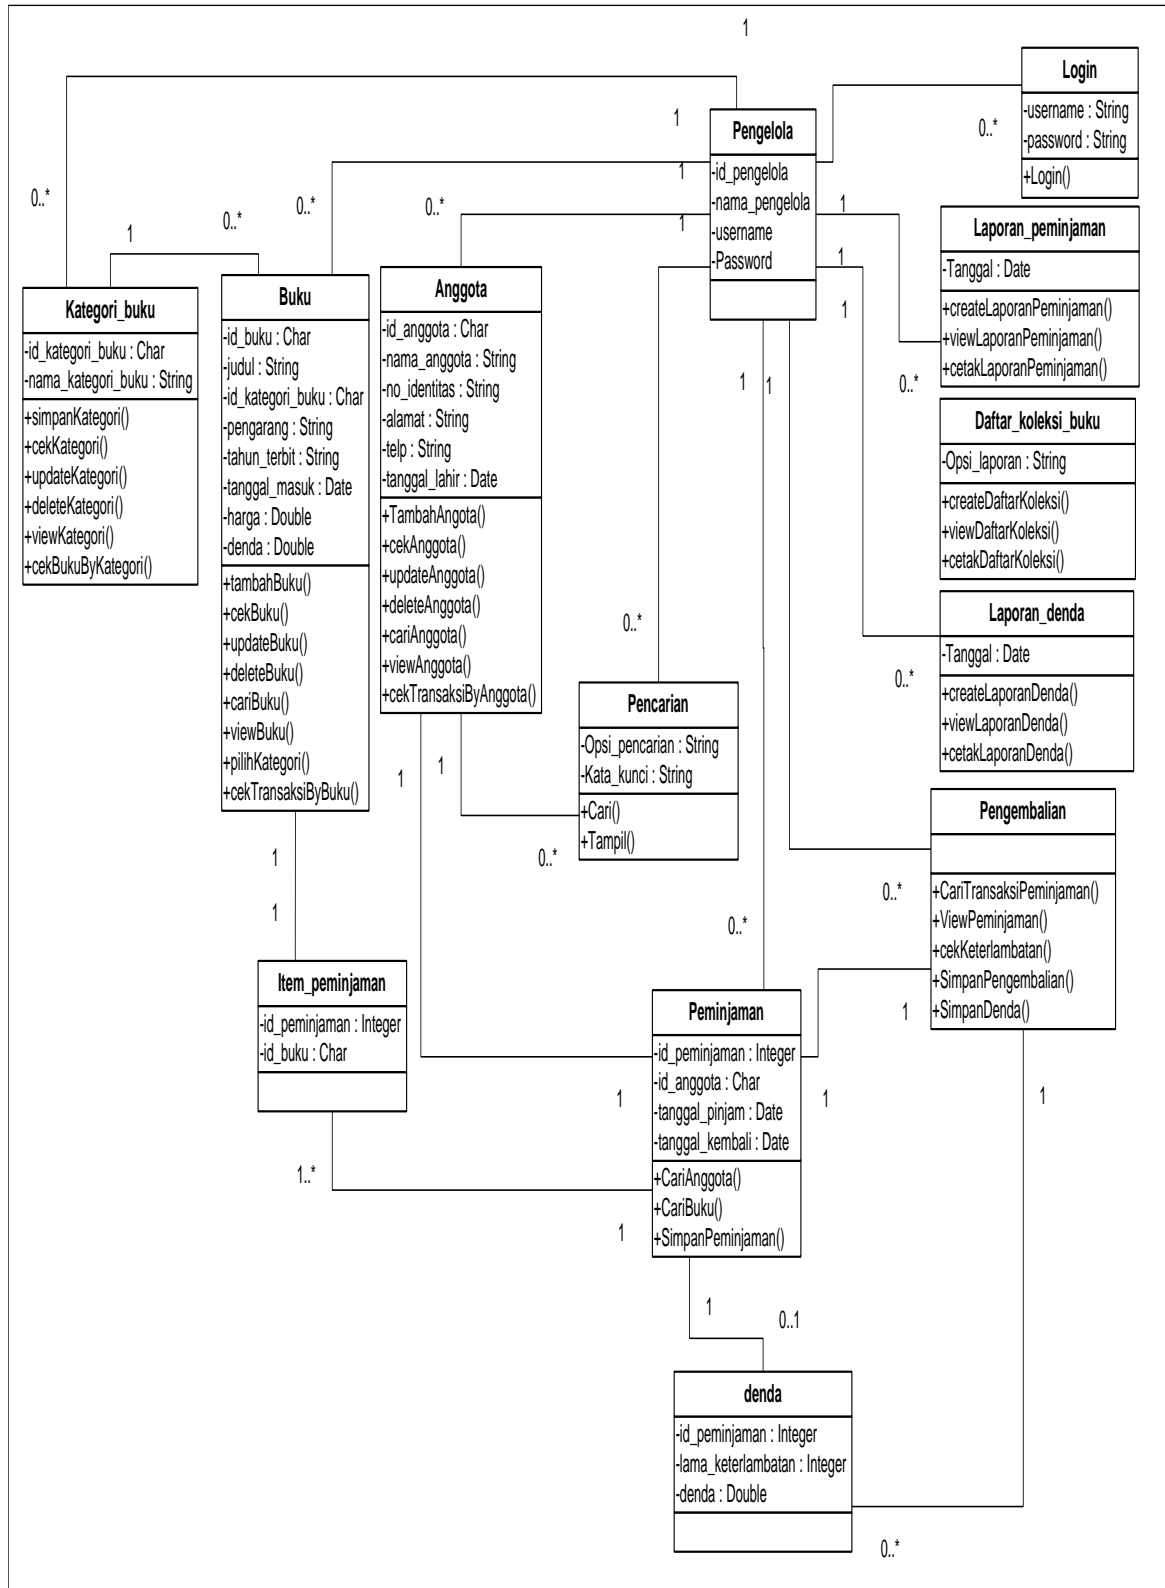 1
Login
-username : String
-password : String
+Login()
1
0..*
Pengelola
-id_pengelola
-nama_pengelola
-username
-Password
1
1
1
1
1
0..*
0..*
0..*
0..*
1
0..*
Laporan_peminjaman
-Tanggal : Date
+createLaporanPeminjaman()
+viewLaporanPeminjaman()
+cetakLaporanPeminjaman()
0..*
1
1
1
Kategori_buku
-id_kategori_buku : Char
-nama_kategori_buku : String
+simpanKategori()
+cekKategori()
+updateKategori()
+deleteKategori()
+viewKategori()
+cekBukuByKategori()
Buku
-id_buku : Char
-judul : String
-id_kategori_buku : Char
-pengarang : String
-tahun_terbit : String
-tanggal_masuk : Date
-harga : Double
-denda : Double
+tambahBuku()
+cekBuku()
+updateBuku()
+deleteBuku()
+cariBuku()
+viewBuku()
+pilihKategori()
+cekTransaksiByBuku()
Anggota
-id_anggota : Char
-nama_anggota : String
-no_identitas : String
-alamat : String
-telp : String
-tanggal_lahir : Date
+TambahAngota()
+cekAnggota()
+updateAnggota()
+deleteAnggota()
+cariAnggota()
+viewAnggota()
+cekTransaksiByAnggota()
Daftar_koleksi_buku
-Opsi_laporan : String
+createDaftarKoleksi()
+viewDaftarKoleksi()
+cetakDaftarKoleksi()
Laporan_denda
-Tanggal : Date
+createLaporanDenda()
+viewLaporanDenda()
+cetakLaporanDenda()
0..*
0..*
Pencarian
-Opsi_pencarian : String
-Kata_kunci : String
+Cari()
+Tampil()
1
1
0..*
Pengembalian
+CariTransaksiPeminjaman()
+ViewPeminjaman()
+cekKeterlambatan()
+SimpanPengembalian()
+SimpanDenda()
0..*
0..*
1
1
Item_peminjaman
-id_peminjaman : Integer
-id_buku : Char
Peminjaman
-id_peminjaman : Integer
-id_anggota : Char
-tanggal_pinjam : Date
-tanggal_kembali : Date
+CariAnggota()
+CariBuku()
+SimpanPeminjaman()
1
1
1
1
1..*
1
1
0..1
denda
-id_peminjaman : Integer
-lama_keterlambatan : Integer
-denda : Double
0..*